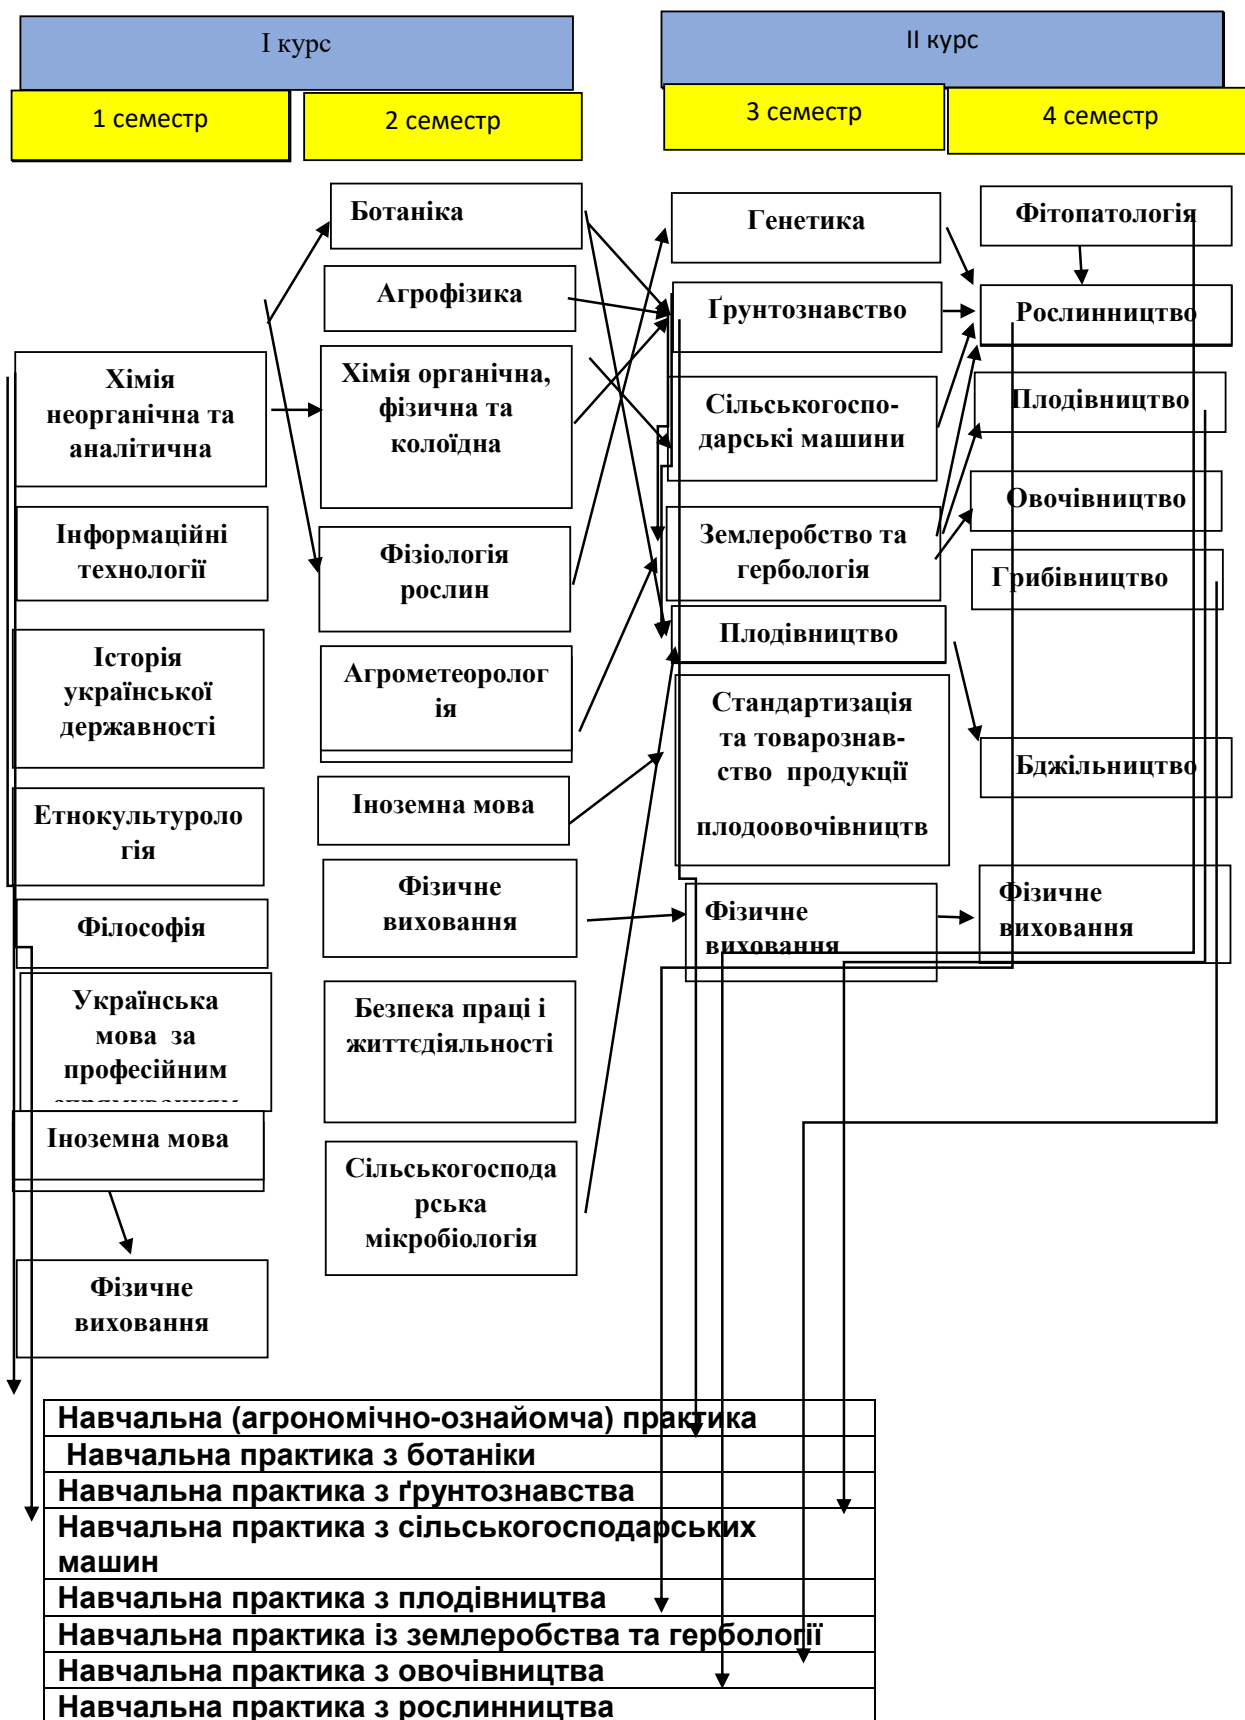 І курс
ІІ курс
1 семестр
2 семестр
3 семестр
4 семестр
Хімія
неорганічна та
аналітична
Інформаційні
технології
Історія
української
державності
Етнокультуроло
гія
Філософія
Українська
мова за
професійним
спрямуванням
Іноземна мова
Фізичне
виховання
Ботаніка
Агрофізика
Хімія органічна,
фізична та
колоїдна
Фізіологія
рослин
Агрометеоролог
ія
Іноземна мова
Фізичне
виховання
Безпека праці і
життєдіяльності
Сільськогоспода
рська
мікробіологія
Генетика
Ґрунтознавство
Сільськогоспо-
дарські машини
Землеробство та
гербологія
Плодівництво
Стандартизація
та товарознав-
ство продукції
плодоовочівництв
Фізичне
виховання
Фітопатологія
Рослинництво
Плодівництво
Овочівництво
Грибівництво
Бджільництво
Фізичне
виховання
Навчальна (агрономічно-ознайомча) практика
Навчальна практика з ботаніки
Навчальна практика з ґрунтознавства
Навчальна практика з сільськогосподарських
машин
Навчальна практика з плодівництва
Навчальна практика із землеробства та гербології
Навчальна практика з овочівництва
Навчальна практика з рослинництва